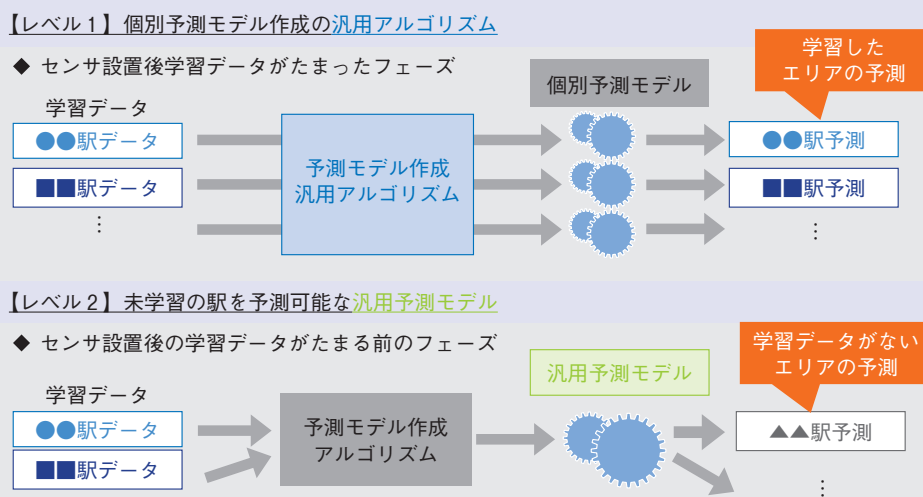 【レベル1】個別予測モデル作成の汎用アルゴリズム
◆ センサ設置後学習データがたまったフェーズ
学習した
エリアの予測
学習データ
個別予測モデル
●●駅データ
■■駅データ
⋮
予測モデル作成
汎用アルゴリズム
●●駅予測
■■駅予測
⋮
【レベル2】未学習の駅を予測可能な汎用予測モデル
◆ センサ設置後の学習データがたまる前のフェーズ
学習データがない
エリアの予測
学習データ
汎用予測モデル
●●駅データ
■■駅データ
予測モデル作成
アルゴリズム
▲▲駅予測
⋮